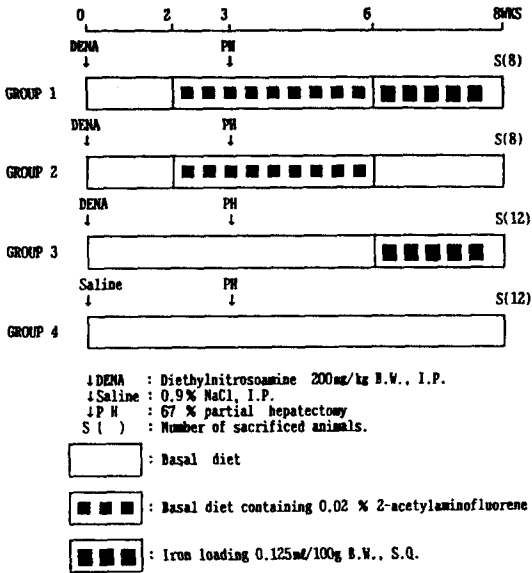 0 2 3 6 8WKS
DENA PH S(8)
GROUP 1
DENA PH S(8)
GROUP 2
DENA PH S(12)
GROUP 3
Saline PH S(12)
GROUP 4
↓DENA : Diethylnitrosoamine 200mg/kg B.W., I.P.
↓Saline : 0.9% NaCl, I.P.
↓P H : 67 % partial hepatectomy
S ( ) : Number of sacrificed animals.
: Basal diet
: Basal diet containing 0.02 % 2-acetylaminofluorene
: Iron loading 0.125mℓ/100g B.W., S.Q.